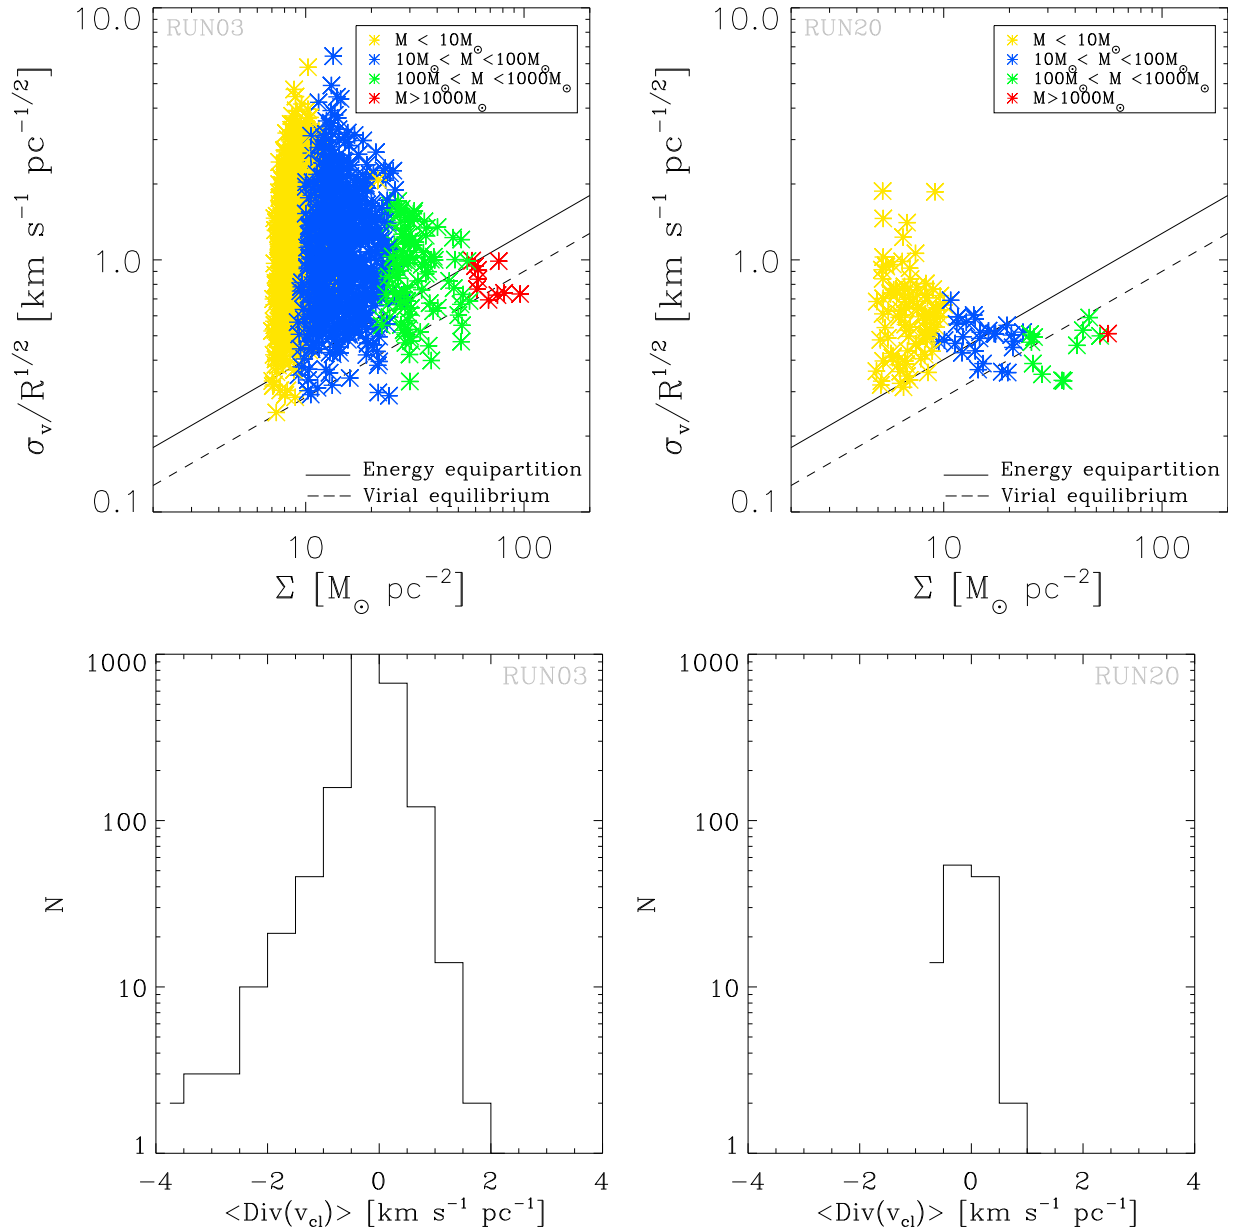 RUN03
M < 10M⊙
10M⊙ < M <100M⊙
100M⊙ < M <1000M⊙
M>1000M⊙
10.0
1.0
0.1
σv/R^1/2 [km s^-1 pc^-1/2]
Energy equipartition
Virial equilibrium
10 100
Σ [M⊙ pc^-2]
RUN20
M < 10M⊙
10M⊙ < M <100M⊙
100M⊙ < M <1000M⊙
M>1000M⊙
10.0
1.0
0.1
σv/R^1/2 [km s^-1 pc^-1/2]
Energy equipartition
Virial equilibrium
10 100
Σ [M⊙ pc^-2]
RUN03
1000
100
10
1
N
−4 −2 0 2 4
<Div(vcl)> [km s^-1 pc^-1]
RUN20
1000
100
10
1
N
−4 −2 0 2 4
<Div(vcl)> [km s^-1 pc^-1]